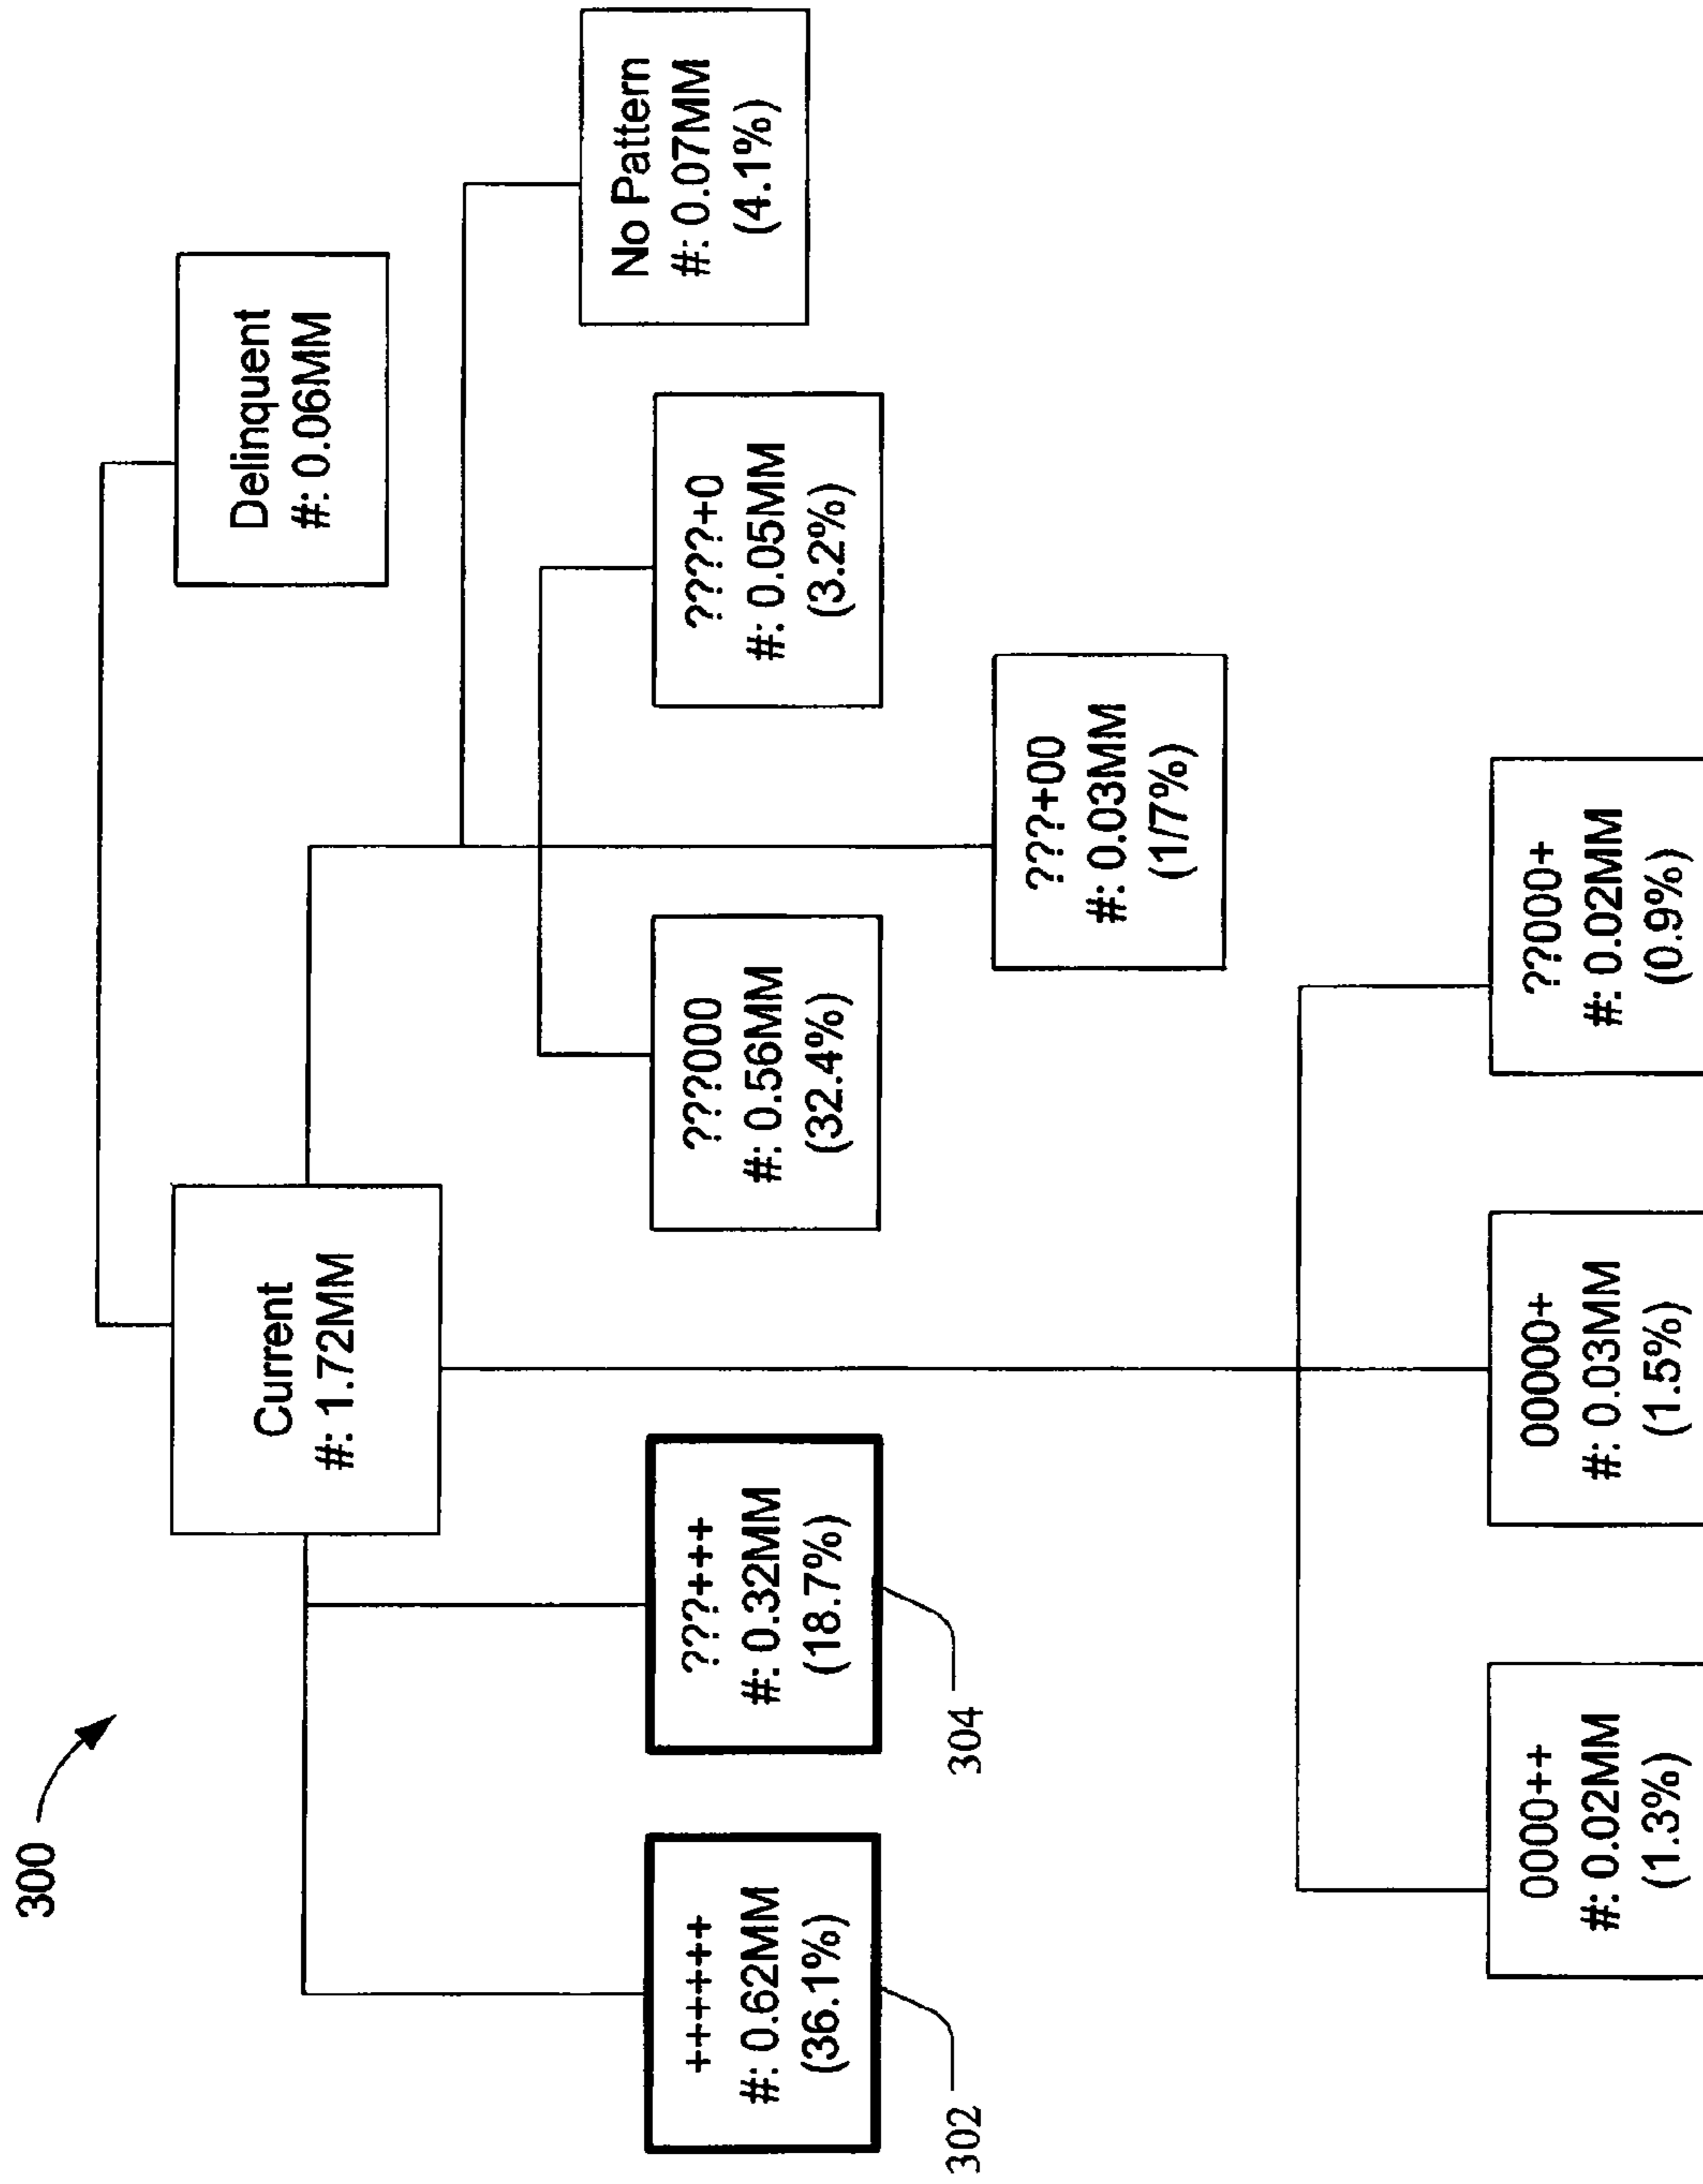 300
Current
#: 1.72MM
Delinquent
#: 0.06MM
++++++
#: 0.62MM
(36.1%)
302
???+++
#: 0.32MM
(18.7%)
304
???000
#: 0.56MM
(32.4%)
????+0
#: 0.05MM
(3.2%)
No Pattern
#: 0.07MM
(4.1%)
???+00
#: 0.03MM
(1/7%)
0000++
#: 0.02MM
(1.3%)
00000+
#: 0.03MM
(1.5%)
??000+
#: 0.02MM
(0.9%)